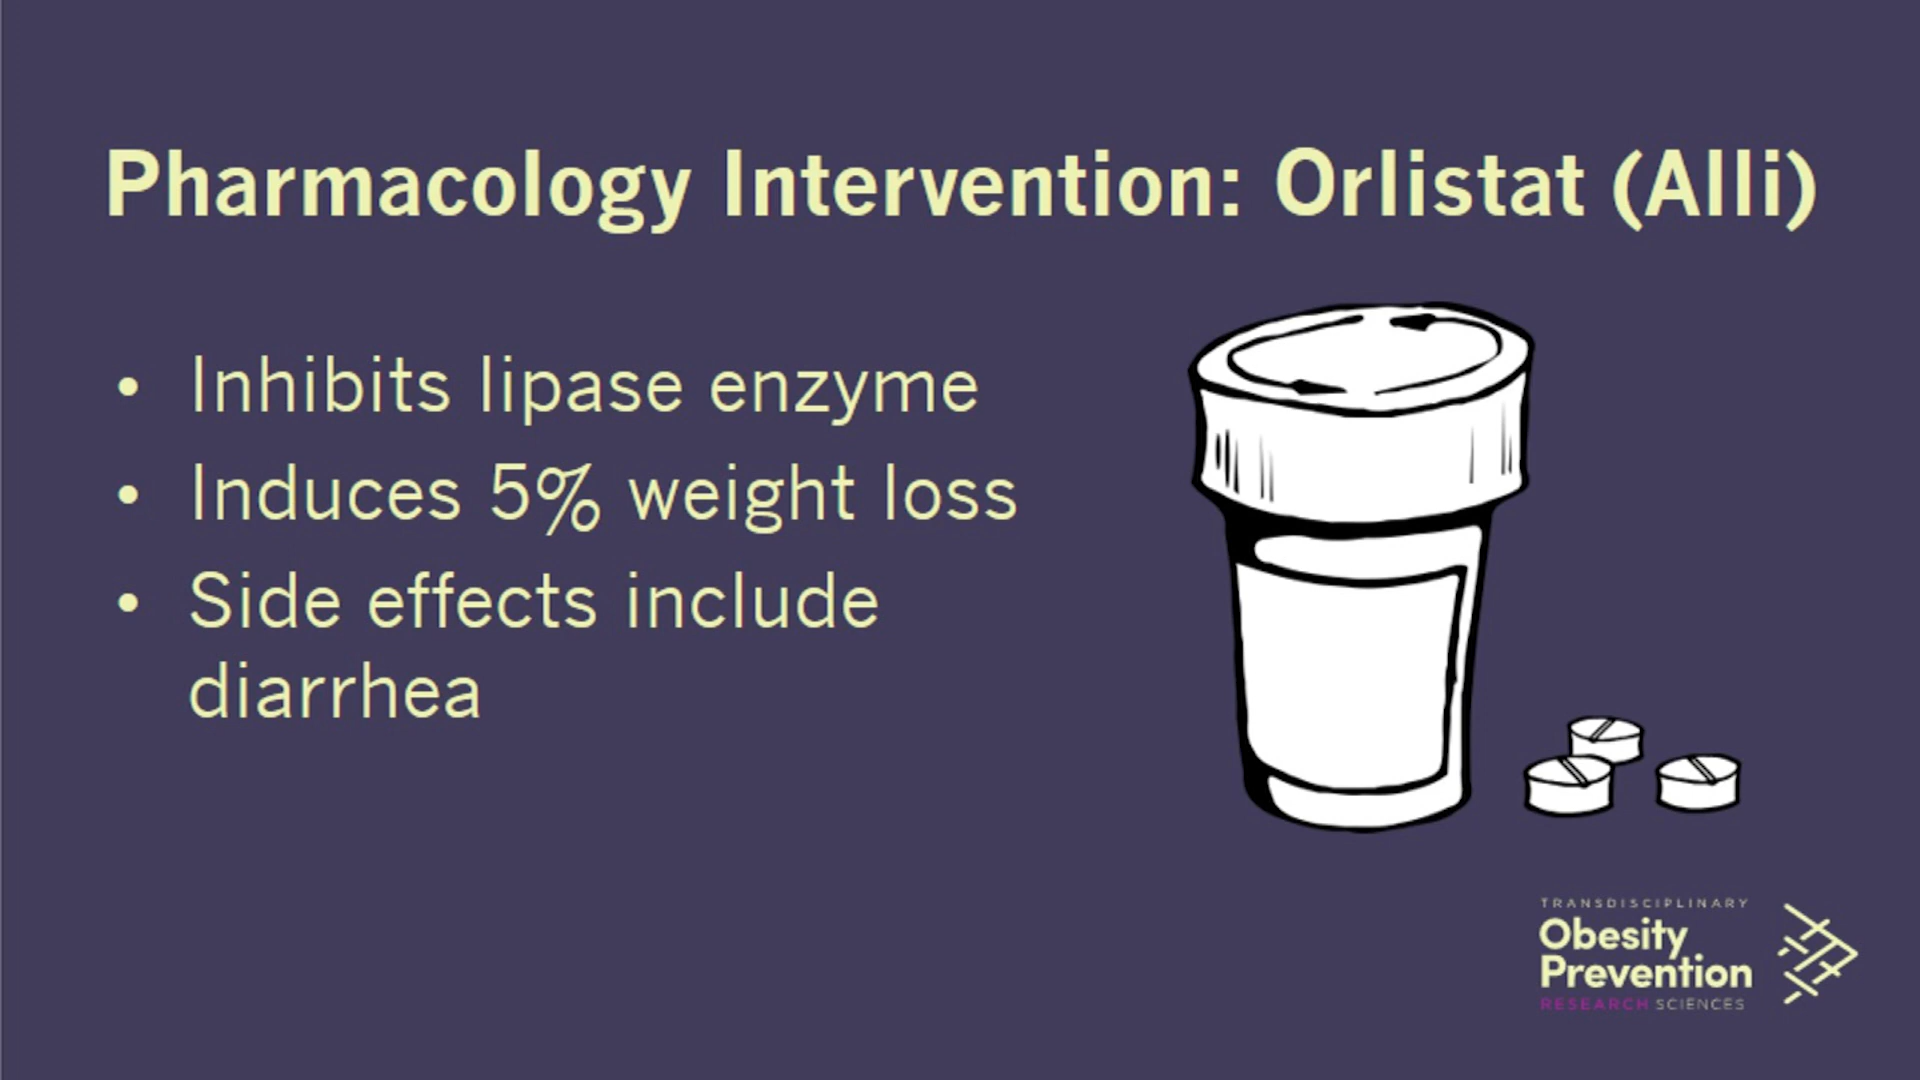 Pharmacology Intervention: Orlistat (Alli)
• Inhibits lipase enzyme
• Induces 5% weight loss
• Side effects include
diarrhea
TRANSDISCIPLINARY
Obesity
Prevention
RESEARCH SCIENCES